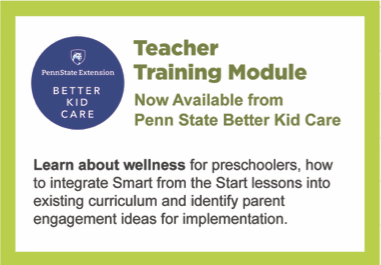 PennState Extension
BETTER
KID
CARE
Teacher
Training Module
Now Available from
Penn State Better Kid Care
Learn about wellness for preschoolers, how
to integrate Smart from the Start lessons into
existing curriculum and identify parent
engagement ideas for implementation.